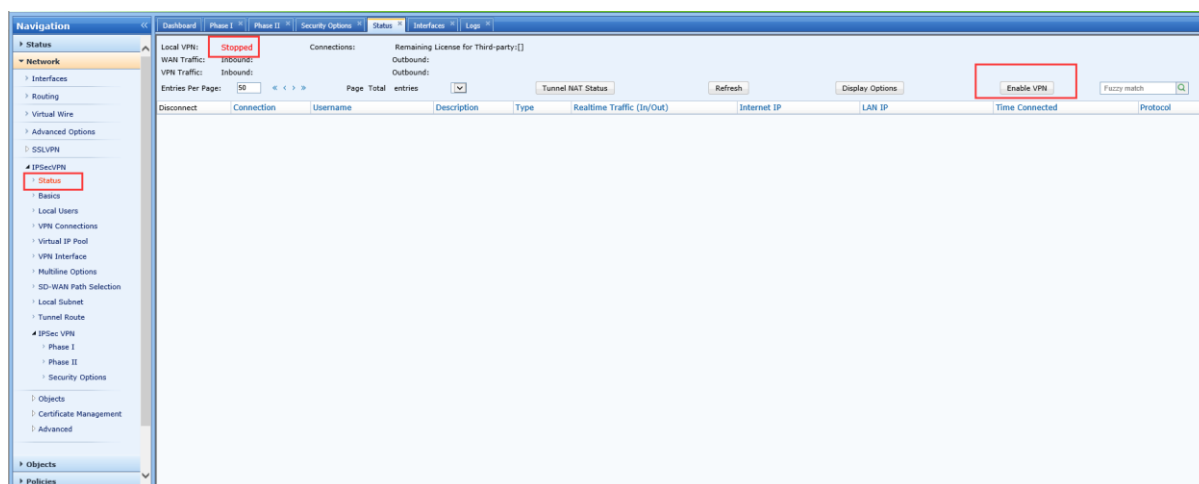 Navigation «
Status
Network
Interfaces
Routing
Virtual Wire
Advanced Options
SSLVPN
IPSecVPN
Status
Basics
Local Users
VPN Connections
Virtual IP Pool
VPN Interface
Multiline Options
SD-WAN Path Selection
Local Subnet
Tunnel Route
IPSec VPN
Phase I
Phase II
Security Options
Objects
Certificate Management
Advanced
Objects
Policies
Dashboard Phase I × Phase II × Security Options × Status × Interfaces × Logs ×
Local VPN: Stopped Connections: Remaining License for Third-party:[]
WAN Traffic: Inbound: Outbound:
VPN Traffic: Inbound: Outbound:
Entries Per Page: 50 « ‹ › » Page Total entries Tunnel NAT Status Refresh Display Options Enable VPN Fuzzy match
Disconnect Connection Username Description Type Realtime Traffic (In/Out) Internet IP LAN IP Time Connected Protocol